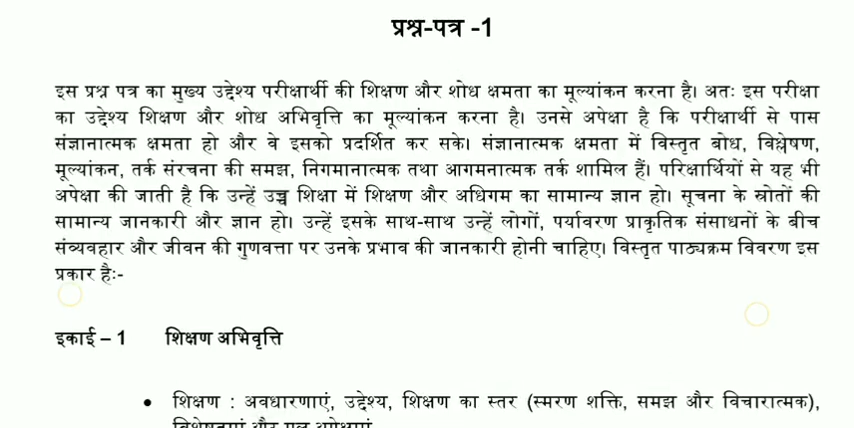 प्रश्न-पत्र -1
इस प्रश्न पत्र का मुख्य उद्देश्य परीक्षार्थी की शिक्षण और शोध क्षमता का मूल्यांकन करना है। अतः इस परीक्षा
का उद्देश्य शिक्षण और शोध अभिवृत्ति का मूल्यांकन करना है। उनसे अपेक्षा है कि परीक्षार्थी से पास
संज्ञानात्मक क्षमता हो और वे इसको प्रदर्शित कर सके। संज्ञानात्मक क्षमता में विस्तृत बोध, विश्लेषण,
मूल्यांकन, तर्क संरचना की समझ, निगमानात्मक तथा आगमनात्मक तर्क शामिल हैं। परिक्षार्थियों से यह भी
अपेक्षा की जाती है कि उन्हें उच्च शिक्षा में शिक्षण और अधिगम का सामान्य ज्ञान हो। सूचना के स्रोतों की
सामान्य जानकारी और ज्ञान हो। उन्हें इसके साथ-साथ उन्हें लोगों, पर्यावरण प्राकृतिक संसाधनों के बीच
संव्यवहार और जीवन की गुणवत्ता पर उनके प्रभाव की जानकारी होनी चाहिए। विस्तृत पाठ्यक्रम विवरण इस
प्रकार हैः-
इकाई – 1 शिक्षण अभिवृत्ति
• शिक्षण : अवधारणाएं, उद्देश्य, शिक्षण का स्तर (स्मरण शक्ति, समझ और विचारात्मक),